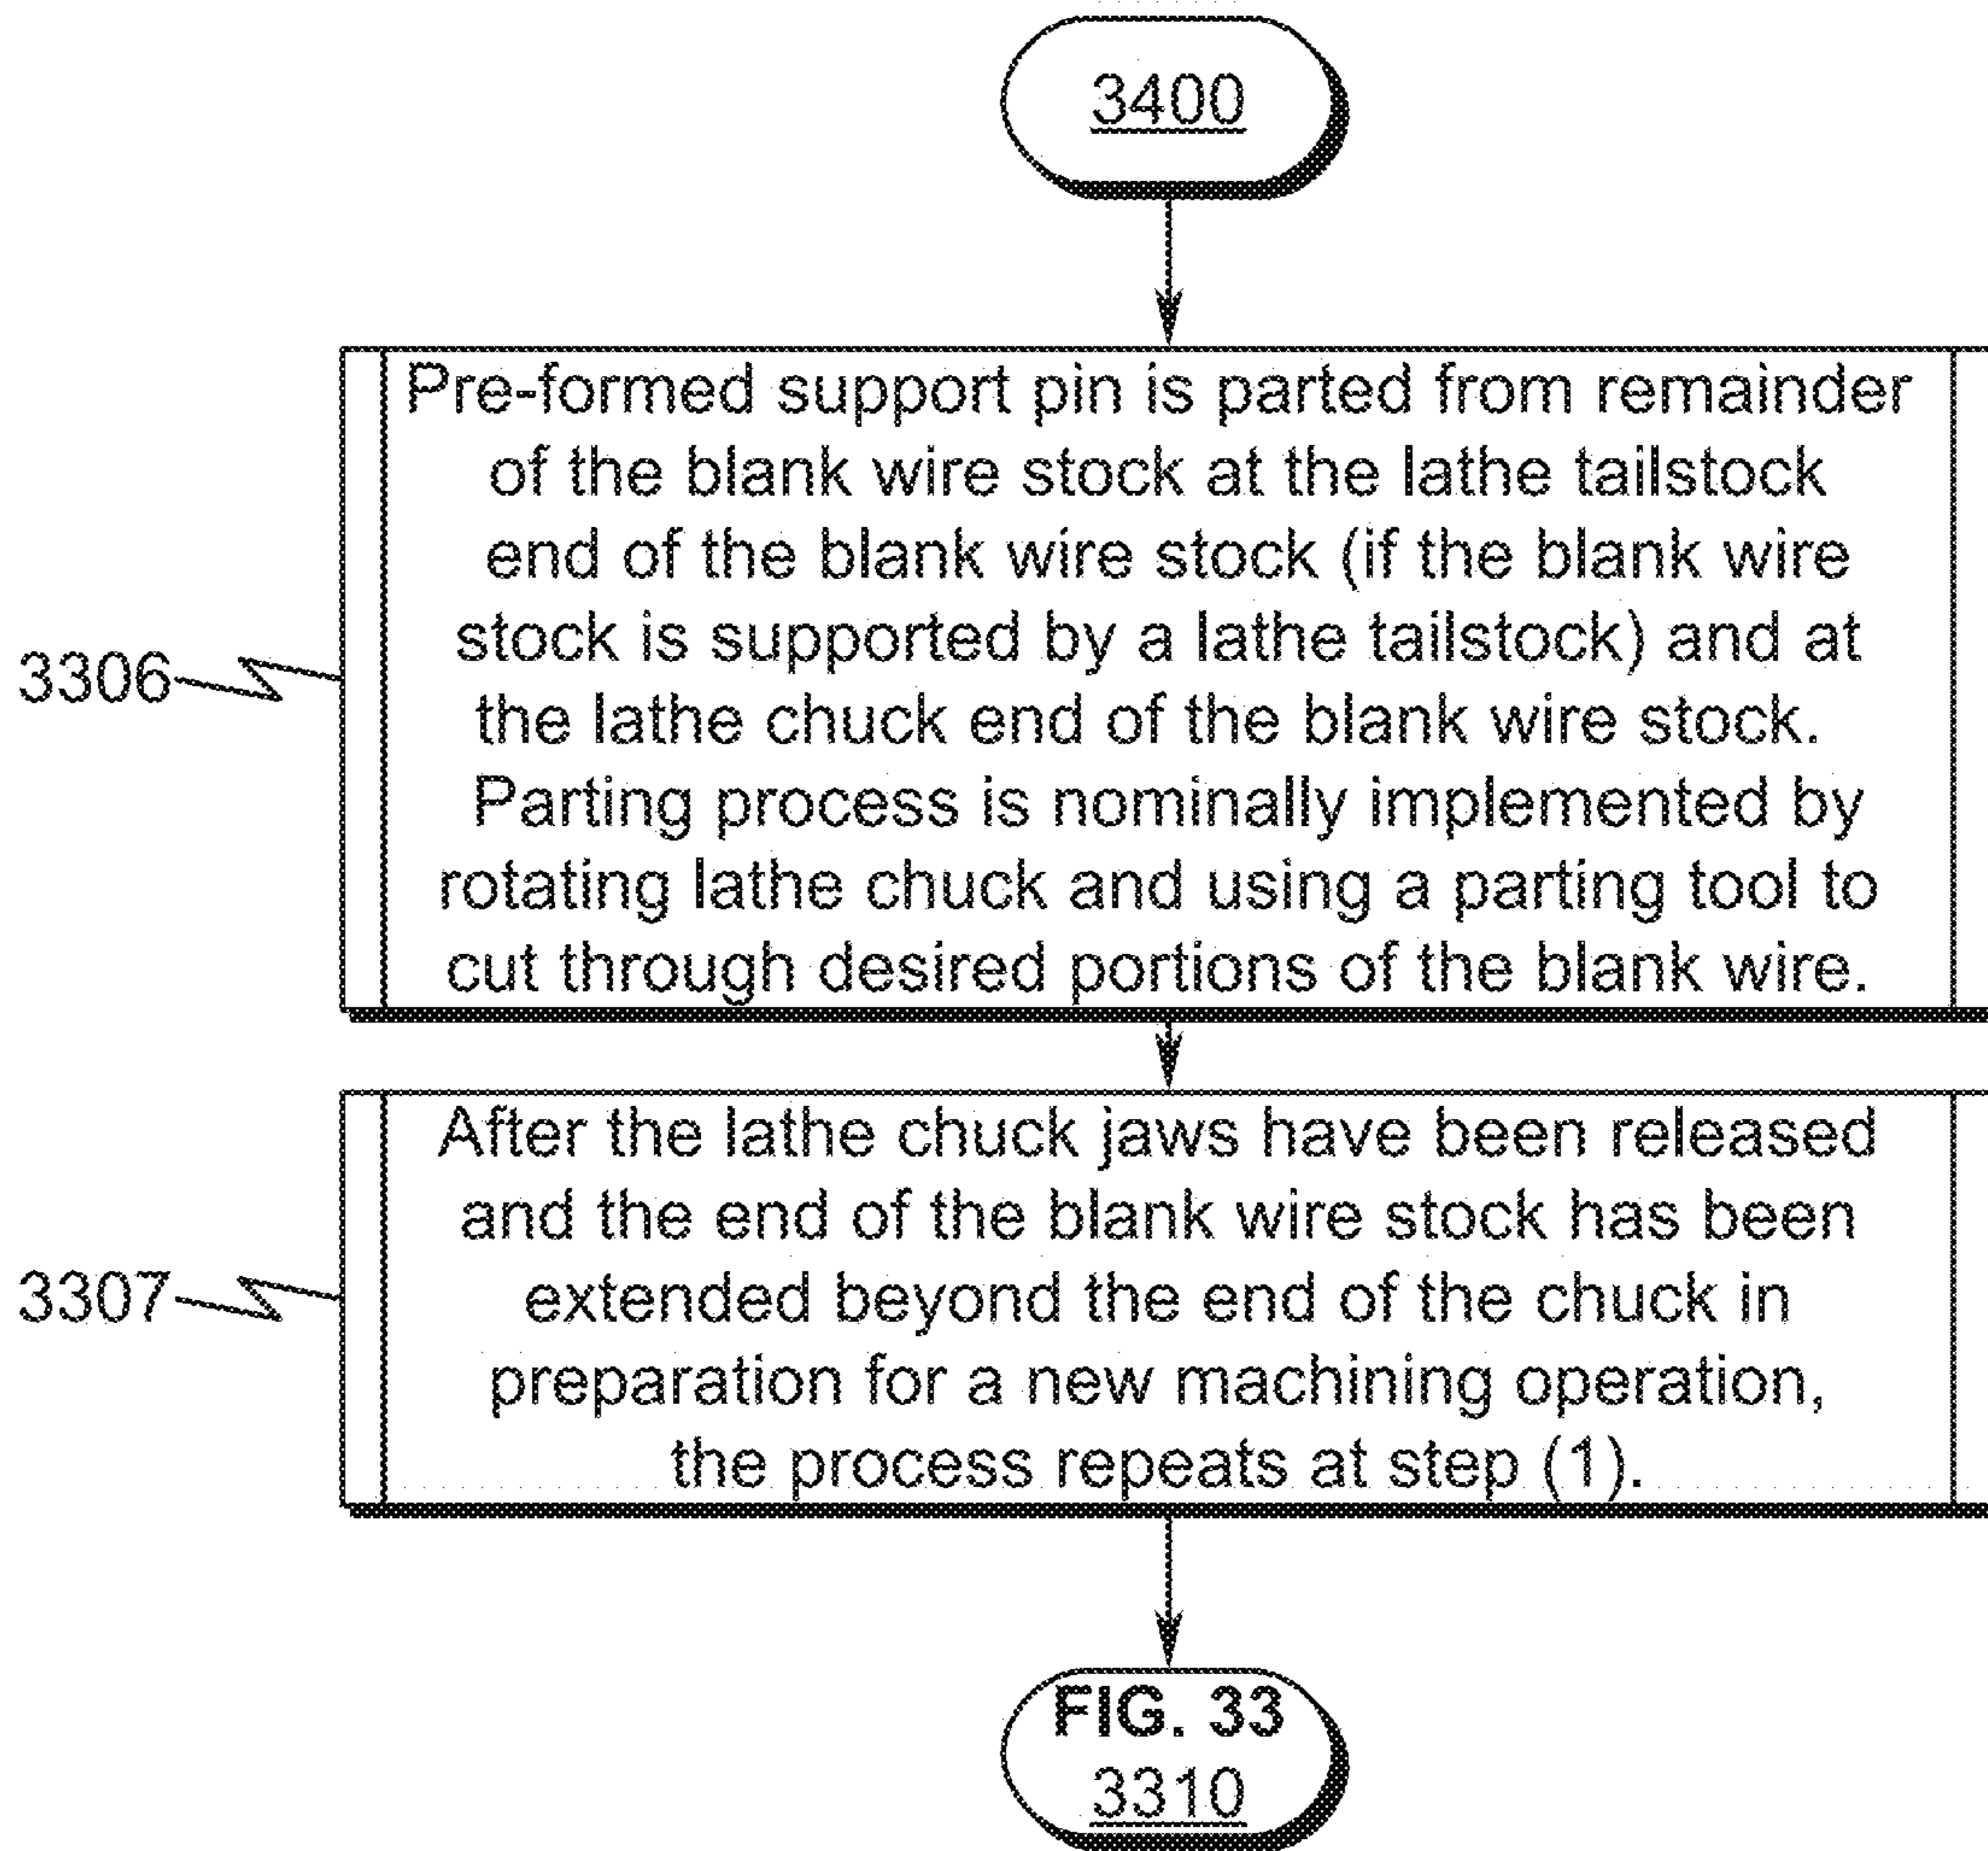 3400
Pre-formed support pin is parted from remainder
of the blank wire stock at the lathe tailstock
end of the blank wire stock (if the blank wire
stock is supported by a lathe tailstock) and at
the lathe chuck end of the blank wire stock.
Parting process is nominally implemented by
rotating lathe chuck and using a parting tool to
cut through desired portions of the blank wire.
3306
After the lathe chuck jaws have been released
and the end of the blank wire stock has been
extended beyond the end of the chuck in
preparation for a new machining operation,
the process repeats at step (1).
3307
FIG. 33
3310